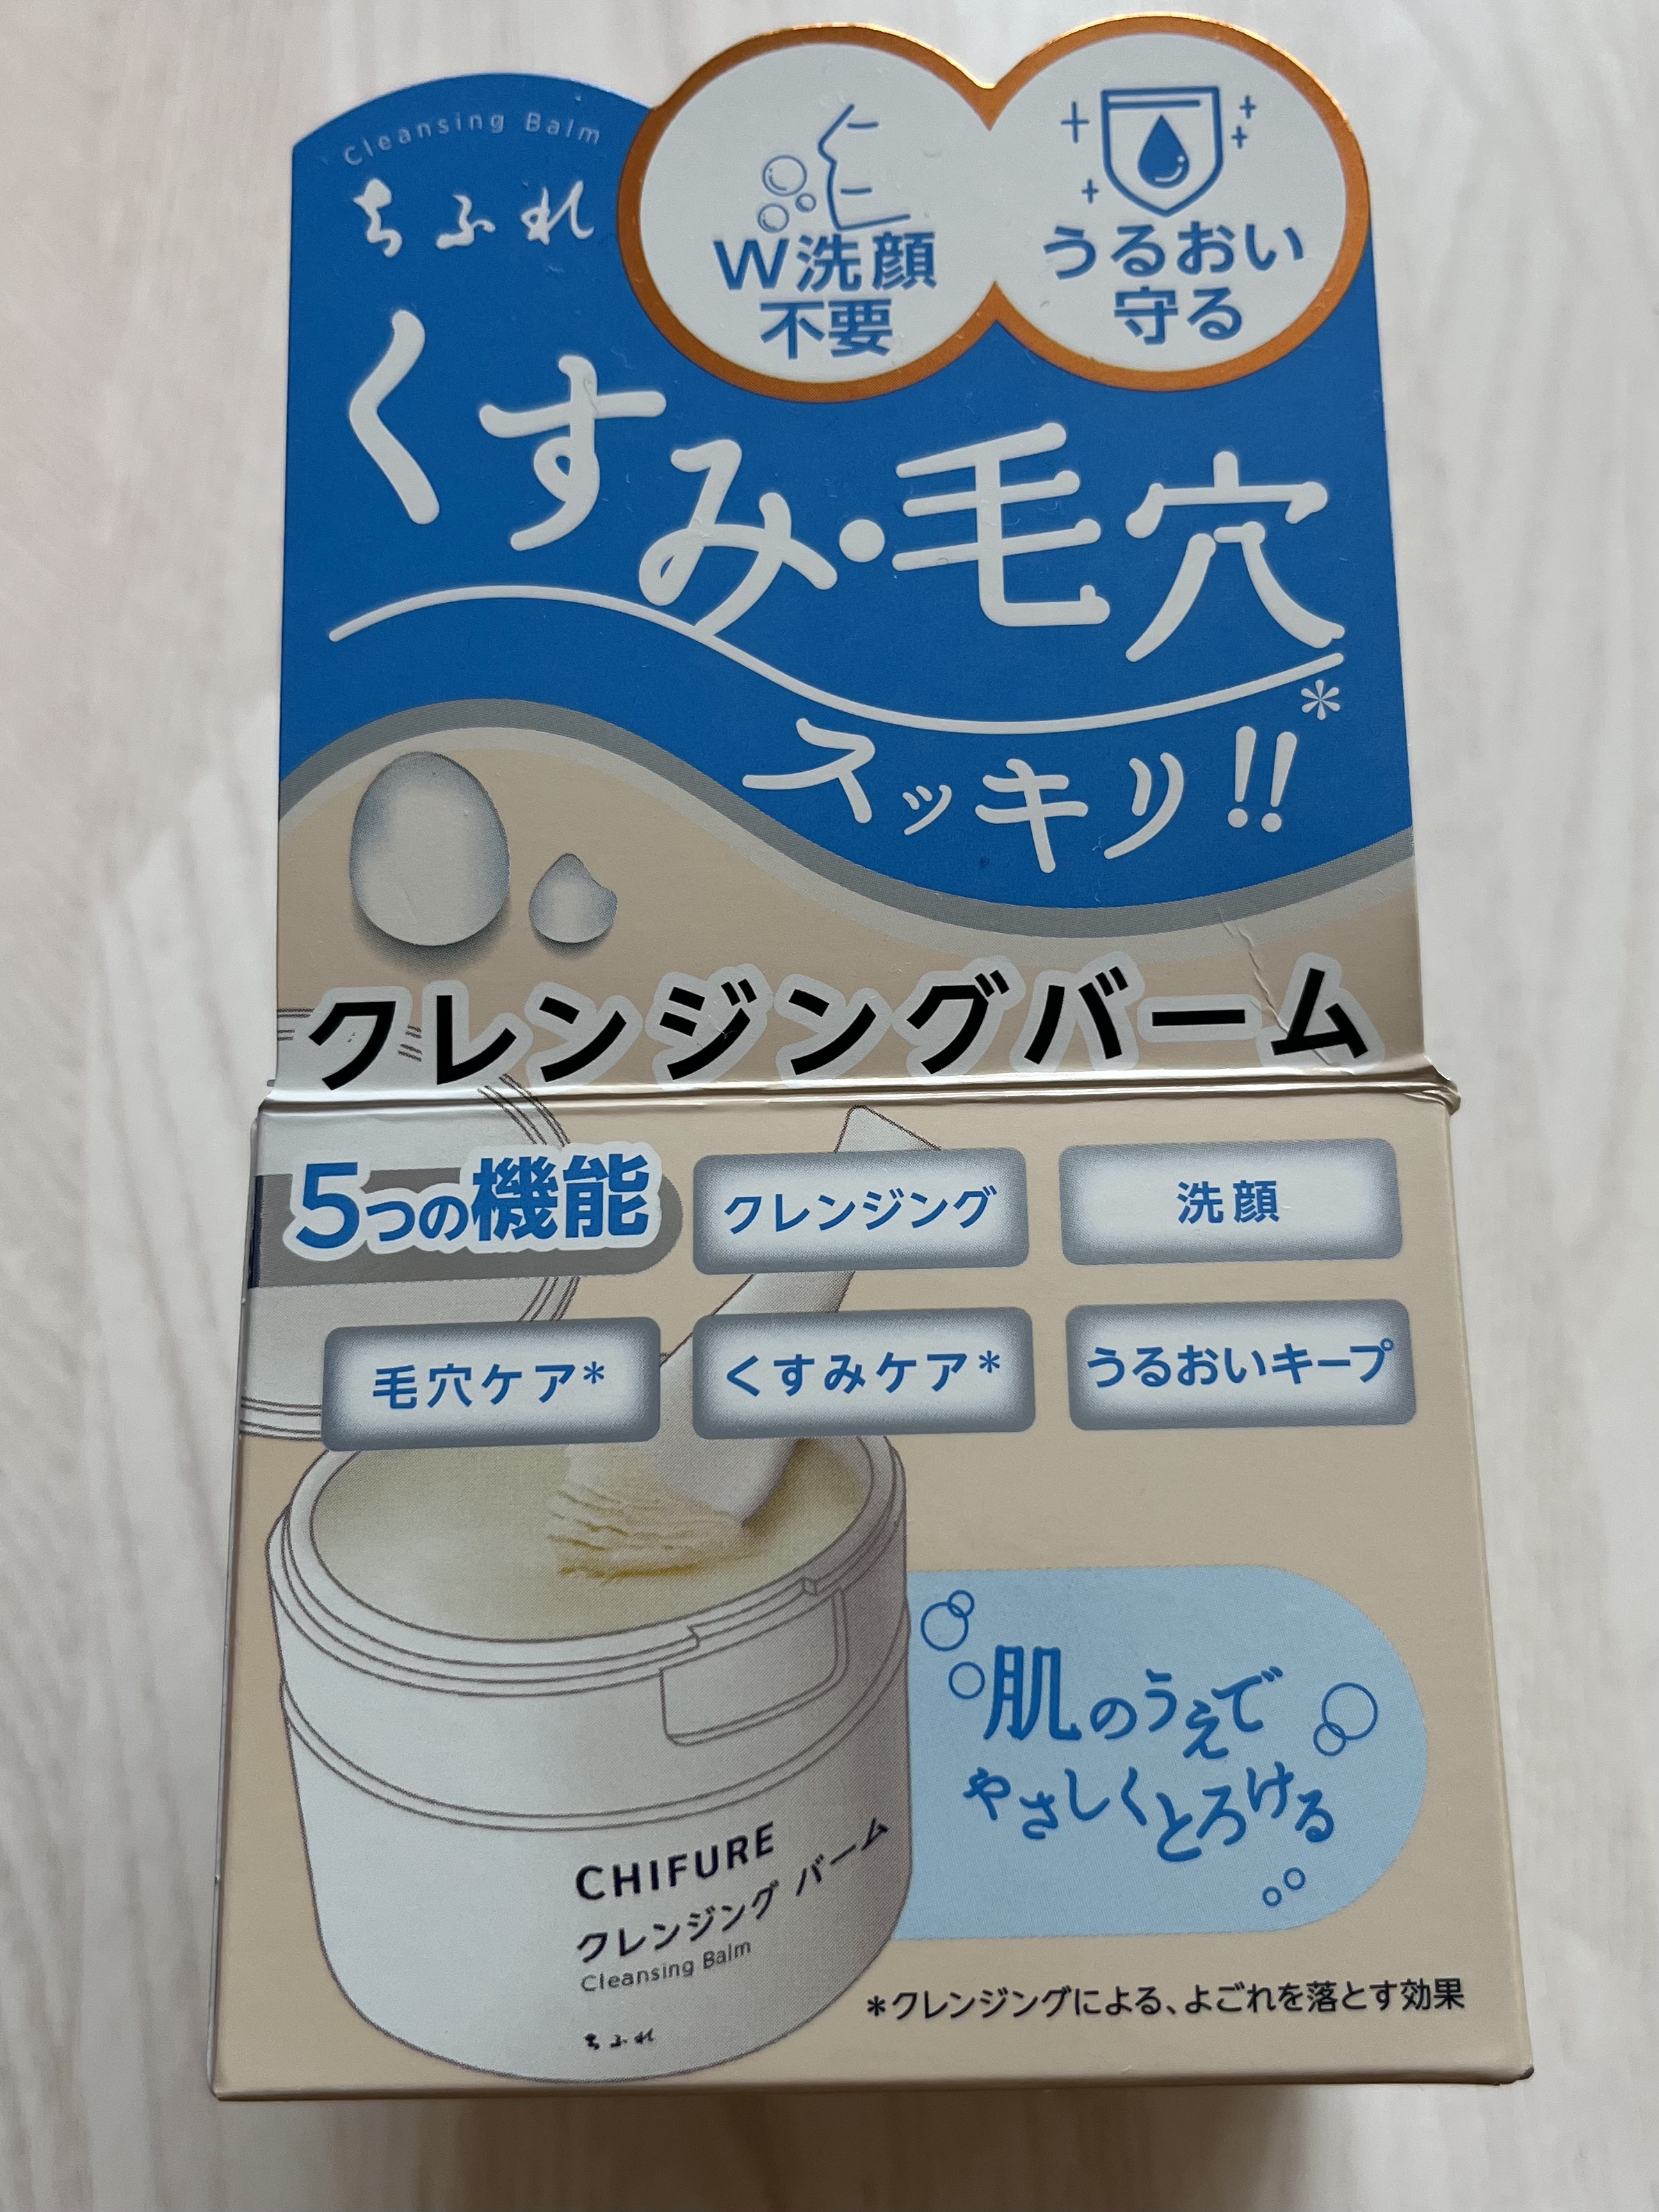 Cleansing Balm
ちふれ
W洗顔
不要
うるおい
守る
くすみ・毛穴
スッキリ!!*
クレンジングバーム
5つの機能
クレンジング
洗顔
毛穴ケア*
くすみケア*
うるおいキープ
肌のうえで
やさしくとろける
CHIFURE
クレンジング バーム
Cleansing Balm
ちふれ
*クレンジングによる、よごれを落とす効果